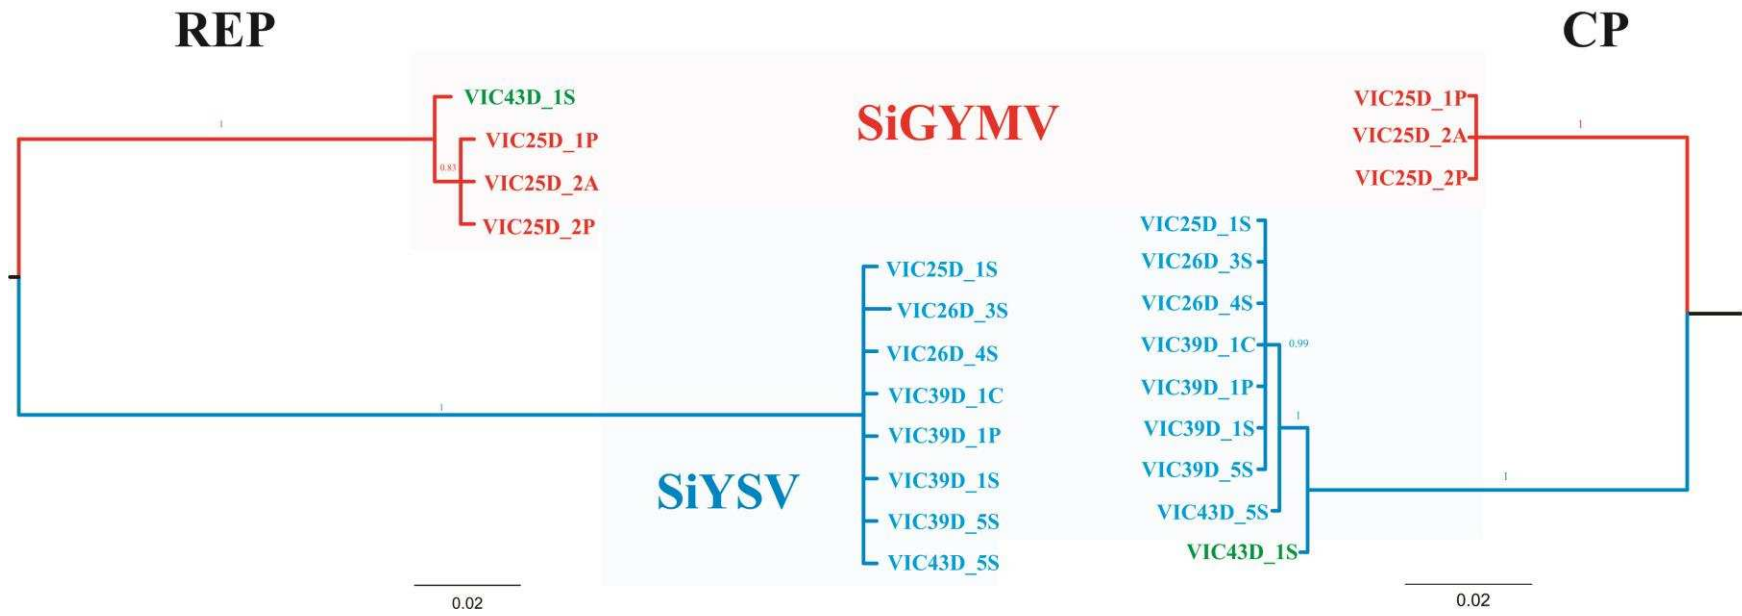 REP
CP
VIC43D_1S
1
VIC25D_1P
0.83
VIC25D_2A
VIC25D_2P
SiGYMV
VIC25D_1P
1
VIC25D_2A
VIC25D_2P
VIC25D_1S
VIC26D_3S
VIC26D_4S
VIC39D_1C
VIC39D_1P
VIC39D_1S
VIC39D_5S
VIC43D_5S
1
SiYSV
VIC25D_1S
VIC26D_3S
VIC26D_4S
VIC39D_1C
0.99
VIC39D_1P
1
VIC39D_1S
VIC39D_5S
1
VIC43D_5S
VIC43D_1S
0.02
0.02